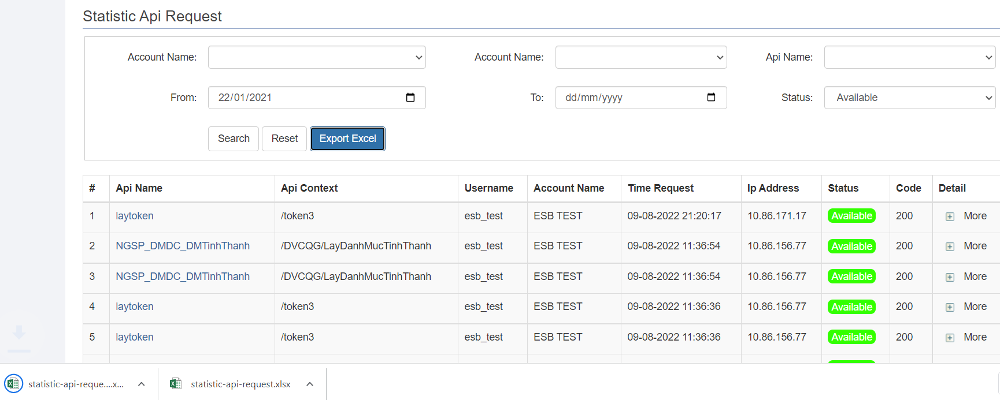 Statistic Api Request
Account Name: Account Name: Api Name:
From: 22/01/2021 To: dd/mm/yyyy Status: Available
Search Reset Export Excel
# Api Name Api Context Username Account Name Time Request Ip Address Status Code Detail
1 laytoken /token3 esb_test ESB TEST 09-08-2022 21:20:17 10.86.171.17 Available 200 More
2 NGSP_DMDC_DMTinhThanh /DVCQG/LayDanhMucTinhThanh esb_test ESB TEST 09-08-2022 11:36:54 10.86.156.77 Available 200 More
3 NGSP_DMDC_DMTinhThanh /DVCQG/LayDanhMucTinhThanh esb_test ESB TEST 09-08-2022 11:36:54 10.86.156.77 Available 200 More
4 laytoken /token3 esb_test ESB TEST 09-08-2022 11:36:36 10.86.156.77 Available 200 More
5 laytoken /token3 esb_test ESB TEST 09-08-2022 11:36:36 10.86.156.77 Available 200 More
statistic-api-reque....x... statistic-api-request.xlsx